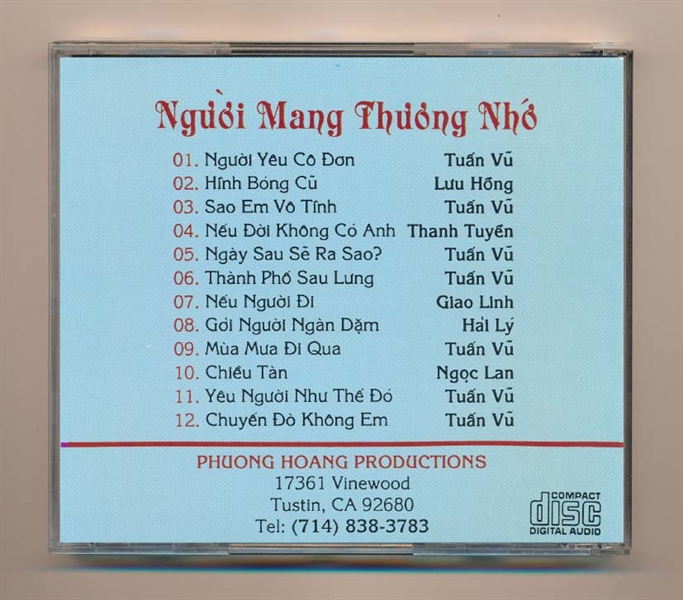 Người Mang Thương Nhớ
01. Người Yêu Cô Đơn Tuấn Vũ
02. Hình Bóng Cũ Lưu Hồng
03. Sao Em Vô Tình Tuấn Vũ
04. Nếu Đời Không Có Anh Thanh Tuyền
05. Ngày Sau Sẽ Ra Sao? Tuấn Vũ
06. Thành Phố Sau Lưng Tuấn Vũ
07. Nếu Người Đi Giao Linh
08. Gởi Người Ngàn Dặm Hải Lý
09. Mùa Mưa Đi Qua Tuấn Vũ
10. Chiều Tàn Ngọc Lan
11. Yêu Người Như Thế Đó Tuấn Vũ
12. Chuyến Đò Không Em Tuấn Vũ
PHUONG HOANG PRODUCTIONS
17361 Vinewood
Tustin, CA 92680
Tel: (714) 838-3783
COMPACT
disc
DIGITAL AUDIO